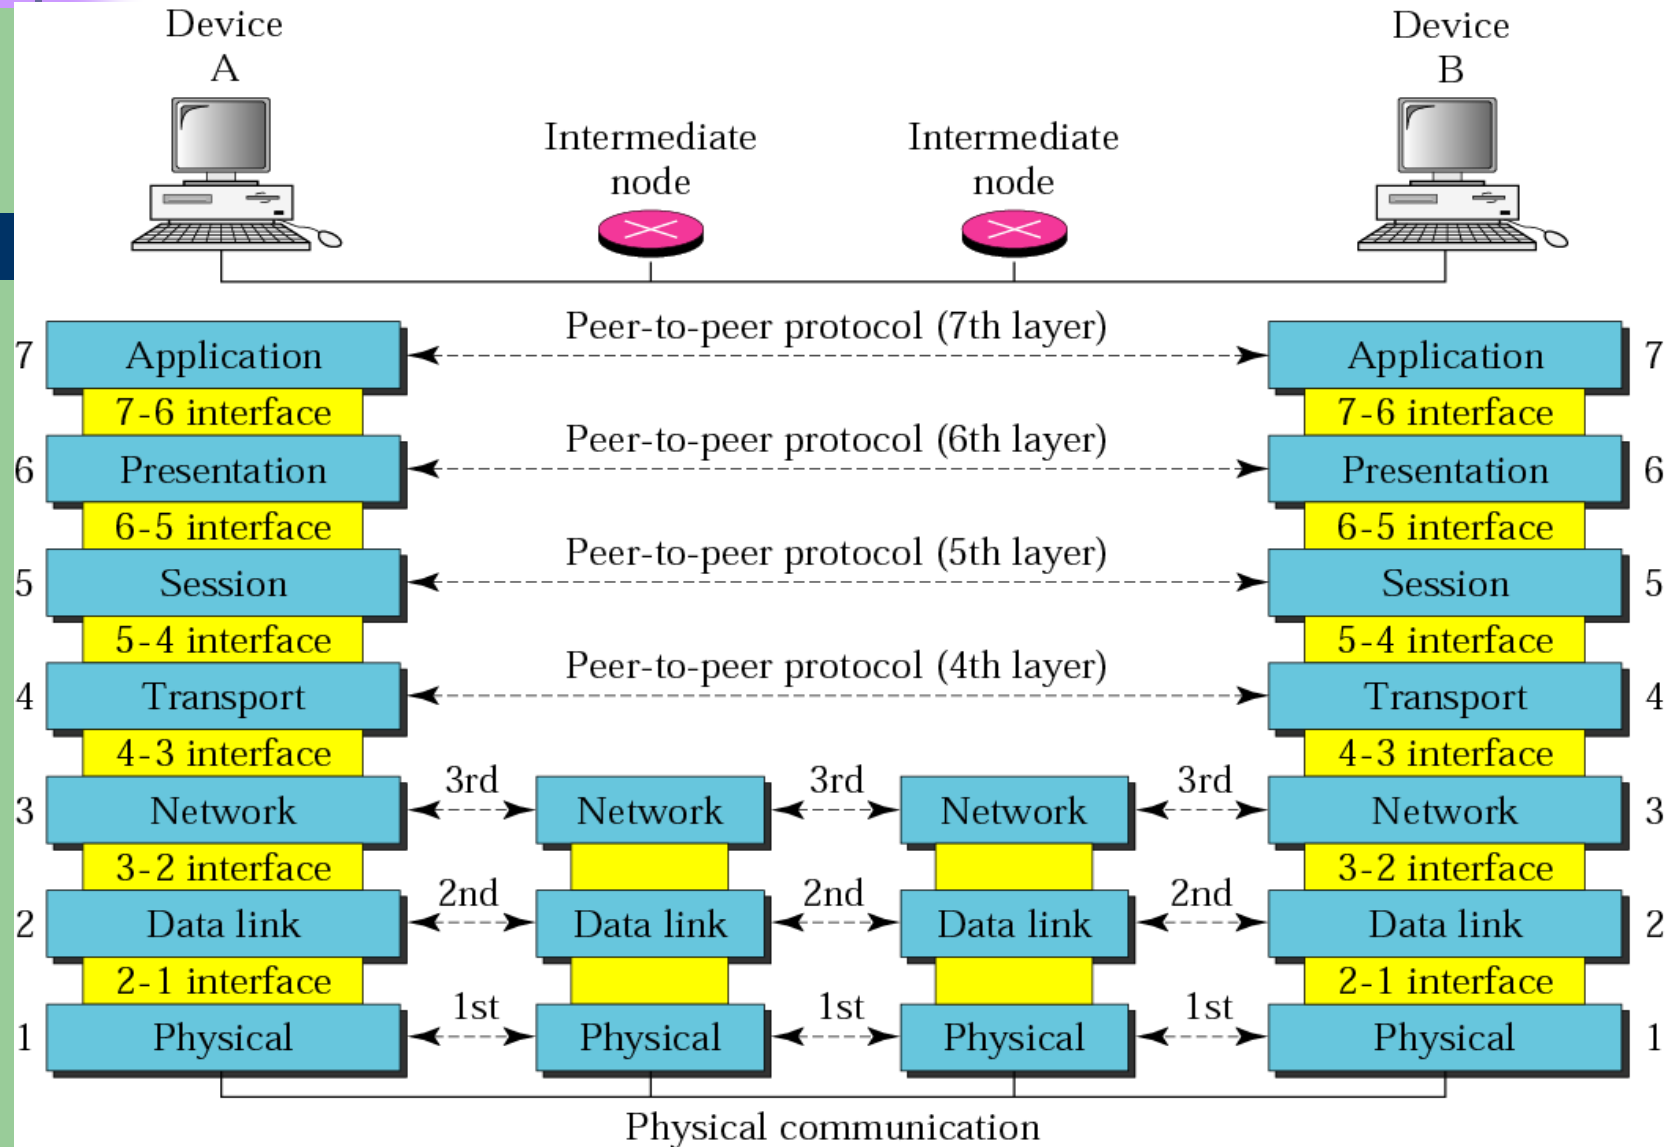 Device
A
Device
B
Intermediate
node
Intermediate
node
Peer-to-peer protocol (7th layer)
7 Application Application 7
7-6 interface 7-6 interface
Peer-to-peer protocol (6th layer)
6 Presentation Presentation 6
6-5 interface 6-5 interface
Peer-to-peer protocol (5th layer)
5 Session Session 5
5-4 interface 5-4 interface
Peer-to-peer protocol (4th layer)
4 Transport Transport 4
4-3 interface 4-3 interface
3rd 3rd 3rd
3 Network Network Network Network 3
3-2 interface 3-2 interface
2nd 2nd 2nd
2 Data link Data link Data link Data link 2
2-1 interface 2-1 interface
1st 1st 1st
1 Physical Physical Physical Physical 1
Physical communication